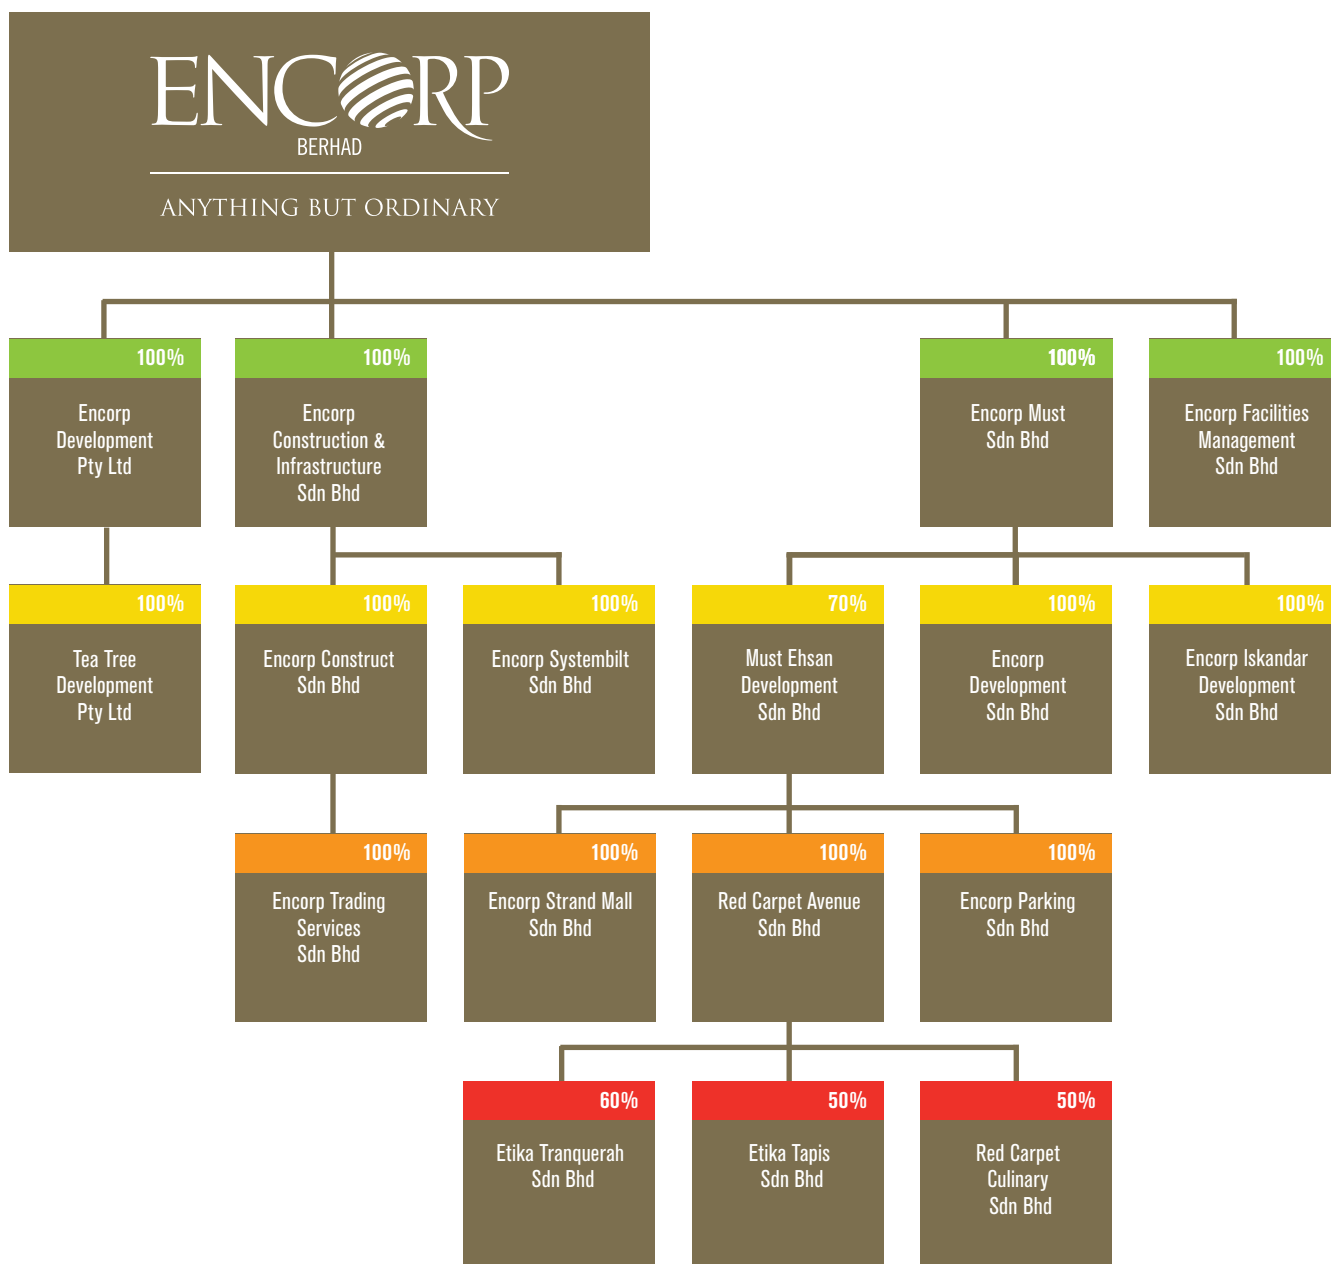 ENCORP
BERHAD
ANYTHING BUT ORDINARY
100%
Encorp
Development
Pty Ltd
100%
Encorp
Construction &
Infrastructure
Sdn Bhd
100%
Encorp Must
Sdn Bhd
100%
Encorp Facilities
Management
Sdn Bhd
100%
Tea Tree
Development
Pty Ltd
100%
Encorp Construct
Sdn Bhd
100%
Encorp Systembilt
Sdn Bhd
70%
Must Ehsan
Development
Sdn Bhd
100%
Encorp
Development
Sdn Bhd
100%
Encorp Iskandar
Development
Sdn Bhd
100%
Encorp Trading
Services
Sdn Bhd
100%
Encorp Strand Mall
Sdn Bhd
100%
Red Carpet Avenue
Sdn Bhd
100%
Encorp Parking
Sdn Bhd
60%
Etika Tranquerah
Sdn Bhd
50%
Etika Tapis
Sdn Bhd
50%
Red Carpet
Culinary
Sdn Bhd